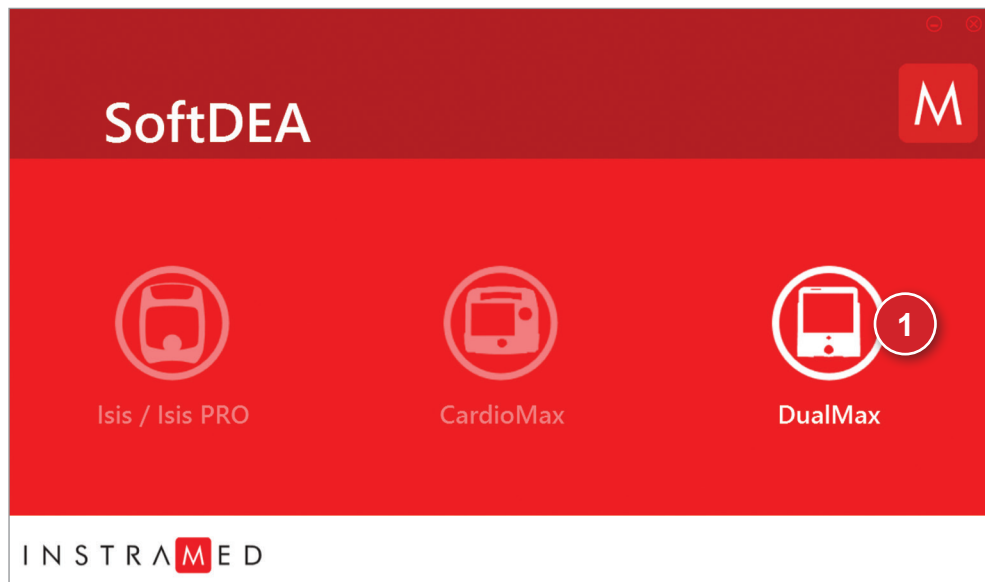 SoftDEA
M
1
Isis / Isis PRO
CardioMax
DualMax
INSTRAMED